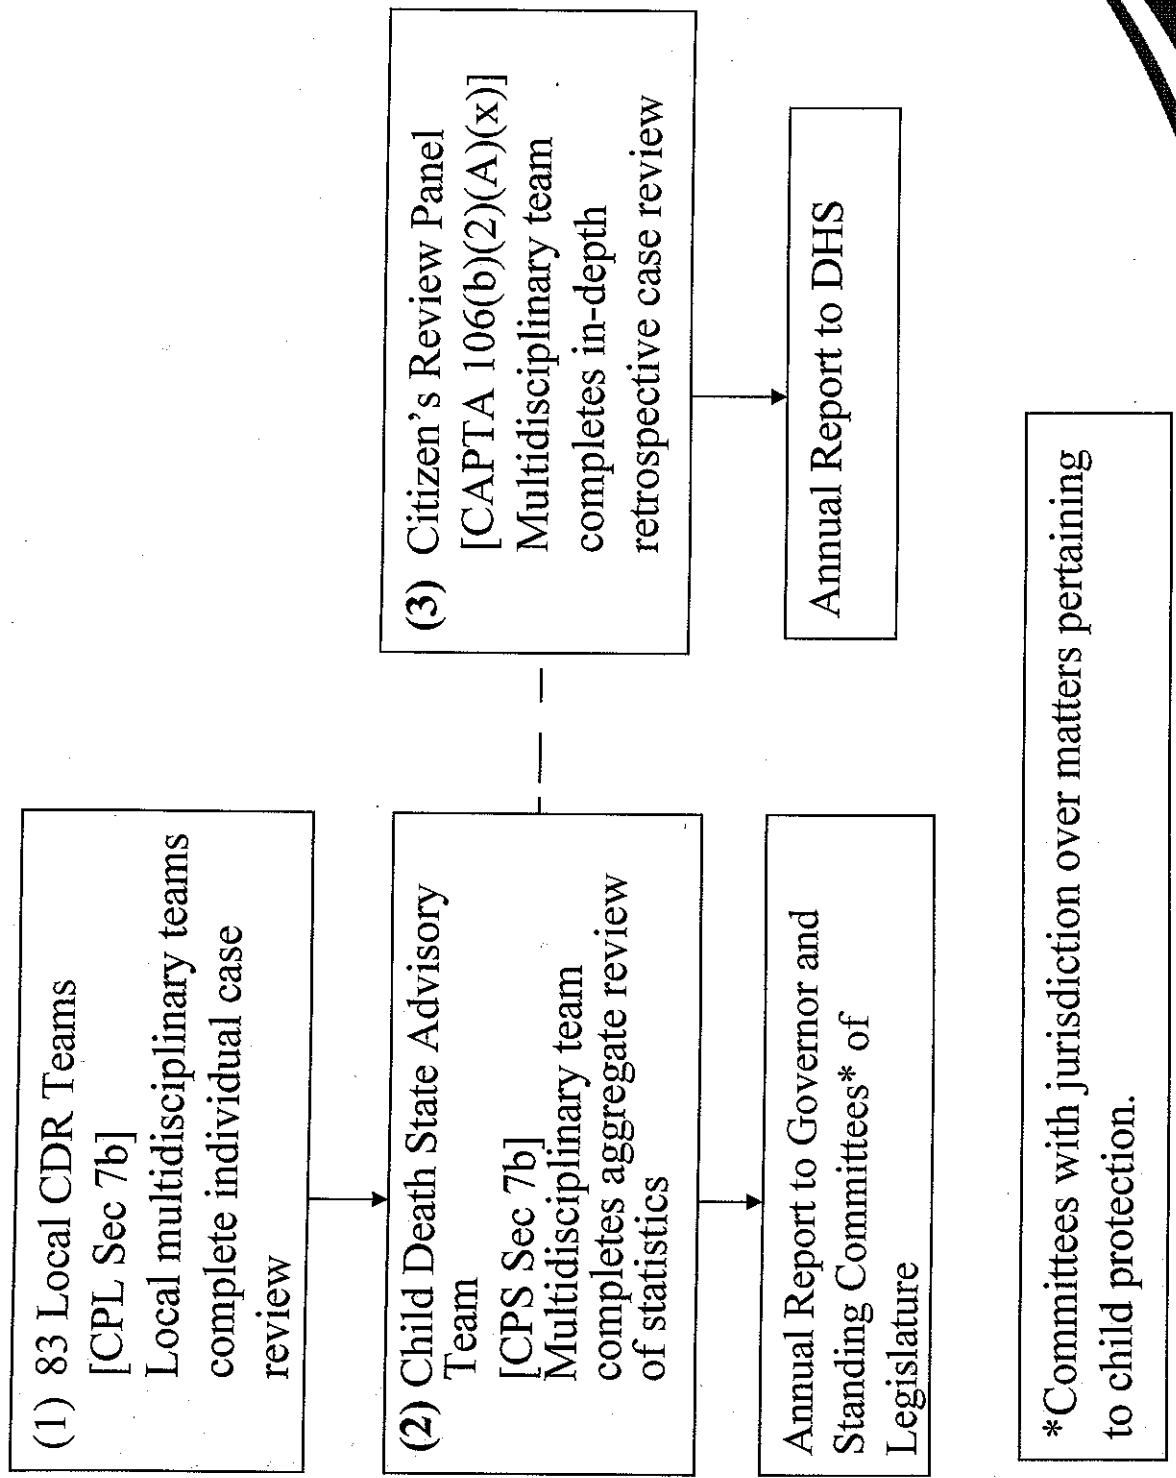 (1) 83 Local CDR Teams
[CPL Sec 7b]
Local multidisciplinary teams
complete individual case
review
(2) Child Death State Advisory
Team
[CPS Sec 7b]
Multidisciplinary team
completes aggregate review
of statistics
Annual Report to Governor and
Standing Committees* of
Legislature
(3) Citizen's Review Panel
[CAPTA 106(b)(2)(A)(x)]
Multidisciplinary team
completes in-depth
retrospective case review
Annual Report to DHS
*Committees with jurisdiction over matters pertaining
to child protection.